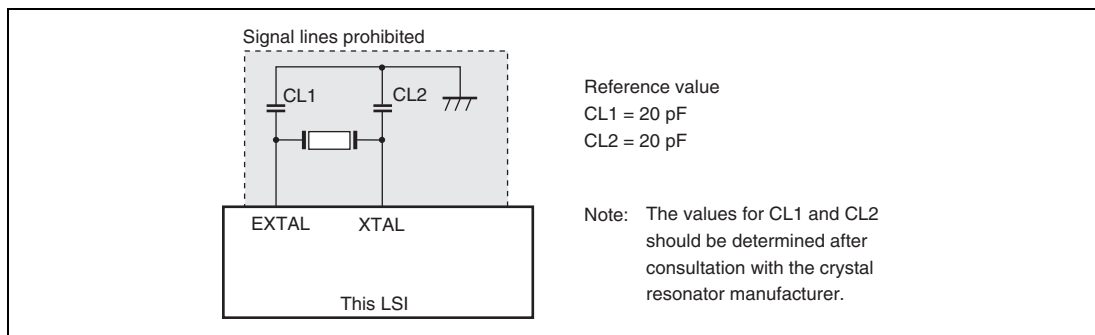 Signal lines prohibited
CL1
CL2
EXTAL
XTAL
This LSI
Reference value
CL1 = 20 pF
CL2 = 20 pF
Note: The values for CL1 and CL2
should be determined after
consultation with the crystal
resonator manufacturer.